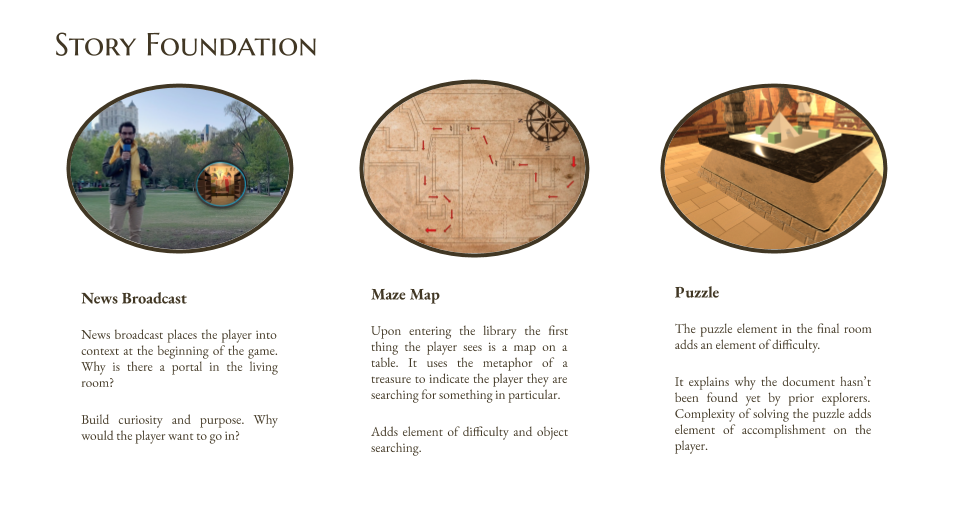 Story Foundation
News Broadcast
News broadcast places the player into
context at the beginning of the game.
Why is there a portal in the living
room?
Build curiosity and purpose. Why
would the player want to go in?
Maze Map
Upon entering the library the first
thing the player sees is a map on a
table. It uses the metaphor of a
treasure to indicate the player they are
searching for something in particular.
Adds element of difficulty and object
searching.
Puzzle
The puzzle element in the final room
adds an element of difficulty.
It explains why the document hasn’t
been found yet by prior explorers.
Complexity of solving the puzzle adds
element of accomplishment on the
player.